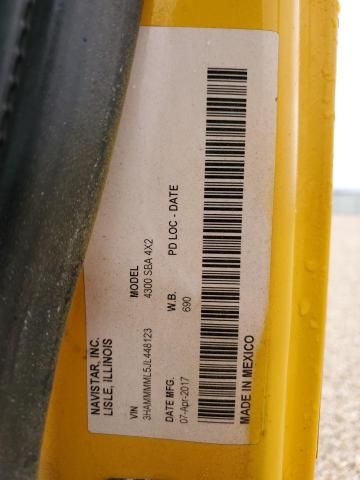 NAVISTAR, INC.
LISLE, ILLINOIS
VIN MODEL
3HAMMMML5JL448123 4300 SBA 4X2
DATE MFG. W.B. PD LOC - DATE
07-Apr-2017 690
MADE IN MEXICO